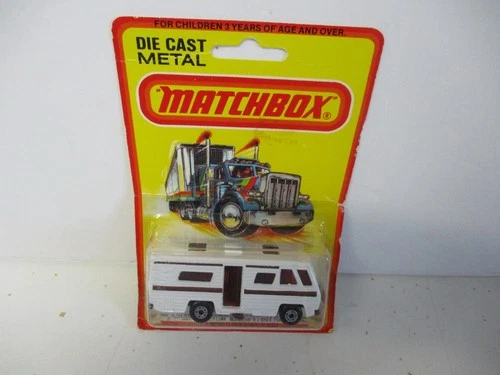 FOR CHILDREN 3 YEARS OF AGE AND OVER.
DIE CAST
METAL
"MATCHBOX"®